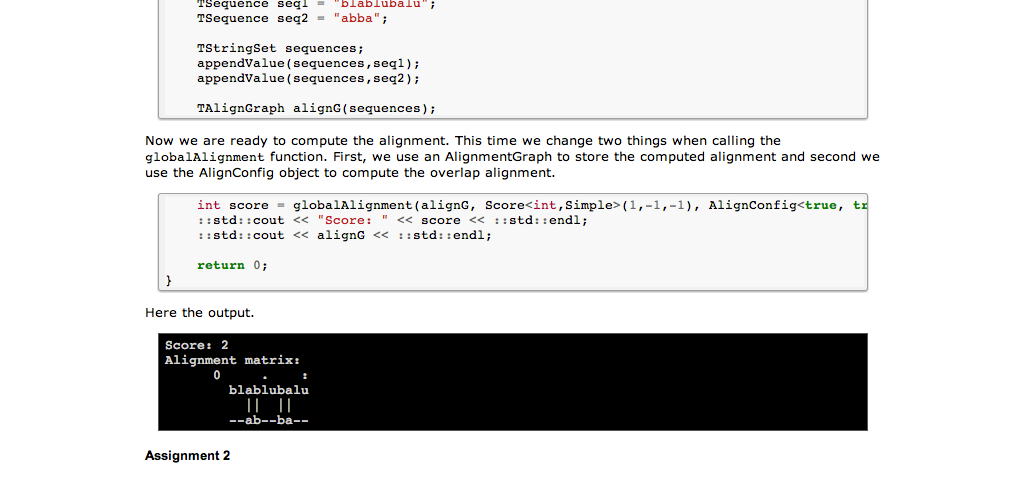 TSequence seq1 = "blablubalu";
TSequence seq2 = "abba";
TStringSet sequences;
appendValue(sequences,seq1);
appendValue(sequences,seq2);
TAlignGraph alignG(sequences);
Now we are ready to compute the alignment. This time we change two things when calling the
globalAlignment function. First, we use an AlignmentGraph to store the computed alignment and second we
use the AlignConfig object to compute the overlap alignment.
int score = globalAlignment(alignG, Score<int,Simple>(1,-1,-1), AlignConfig<true, tr
::std::cout << "Score: " << score << ::std::endl;
::std::cout << alignG << ::std::endl;
return 0;
}
Here the output.
Score: 2
Alignment matrix:
0     .    :
blablubalu
||  ||
--ab--ba--
Assignment 2